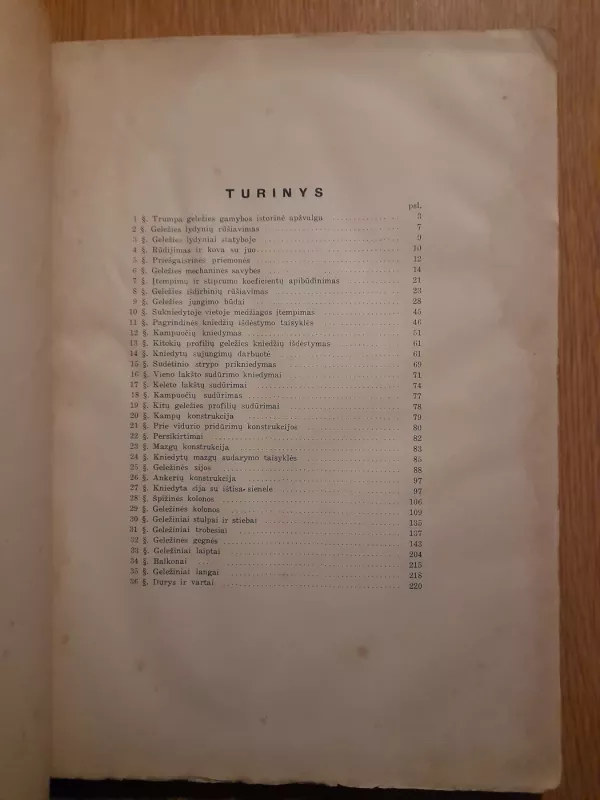 TURINYS
psl.
1 §. Trumpa geležies gamybos istorinė apžvalga 3
2 §. Geležies lydynių rūšiavimas 7
3 §. Geležies lydyniai statyboje 9
4 §. Rūdijimas ir kova su juo 10
5 §. Priešgaisrinės priemonės 12
6 §. Geležies mechaninės savybės 14
7 §. Įtempimų ir stiprumo koeficientų apibūdinimas 21
8 §. Geležies išdirbinių rūšiavimas 23
9 §. Geležies jungimo būdai 28
10 §. Sukniedytoje vietoje medžiagos įtempimai 45
11 §. Pagrindinės kniedžių išdėstymo taisyklės 46
12 §. Kampuočių kniedymas 51
13 §. Kitokių profilių geležies kniedžių išdėstymas 61
14 §. Kniedytų sujungimų darbuotė 61
15 §. Sudėtinio strypo prikniedymas 69
16 §. Vieno lakšto sudūrimo kniedymai 71
17 §. Keleto lakštų sudūrimai 74
18 §. Kampuočių sudūrimas 77
19 §. Kitų geležies profilių sudūrimai 78
20 §. Kampų konstrukcija 79
21 §. Prie vidurio pridūrimų konstrukcijos 80
22 §. Persikirtimai 82
23 §. Mazgų konstrukcija 83
24 §. Kniedytų mazgų sudarymo taisyklės 85
25 §. Geležinės sijos 88
26 §. Ankerių konstrukcija 97
27 §. Kniedyta sija su ištisa sienele 97
28 §. Špižinės kolonos 106
29 §. Geležinės kolonos 109
30 §. Geležiniai stulpai ir stiebai 135
31 §. Geležiniai trobesiai 137
32 §. Geležinės gegnės 143
33 §. Geležiniai laiptai 204
34 §. Balkonai 215
35 §. Geležiniai langai 218
36 §. Durys ir vartai 220